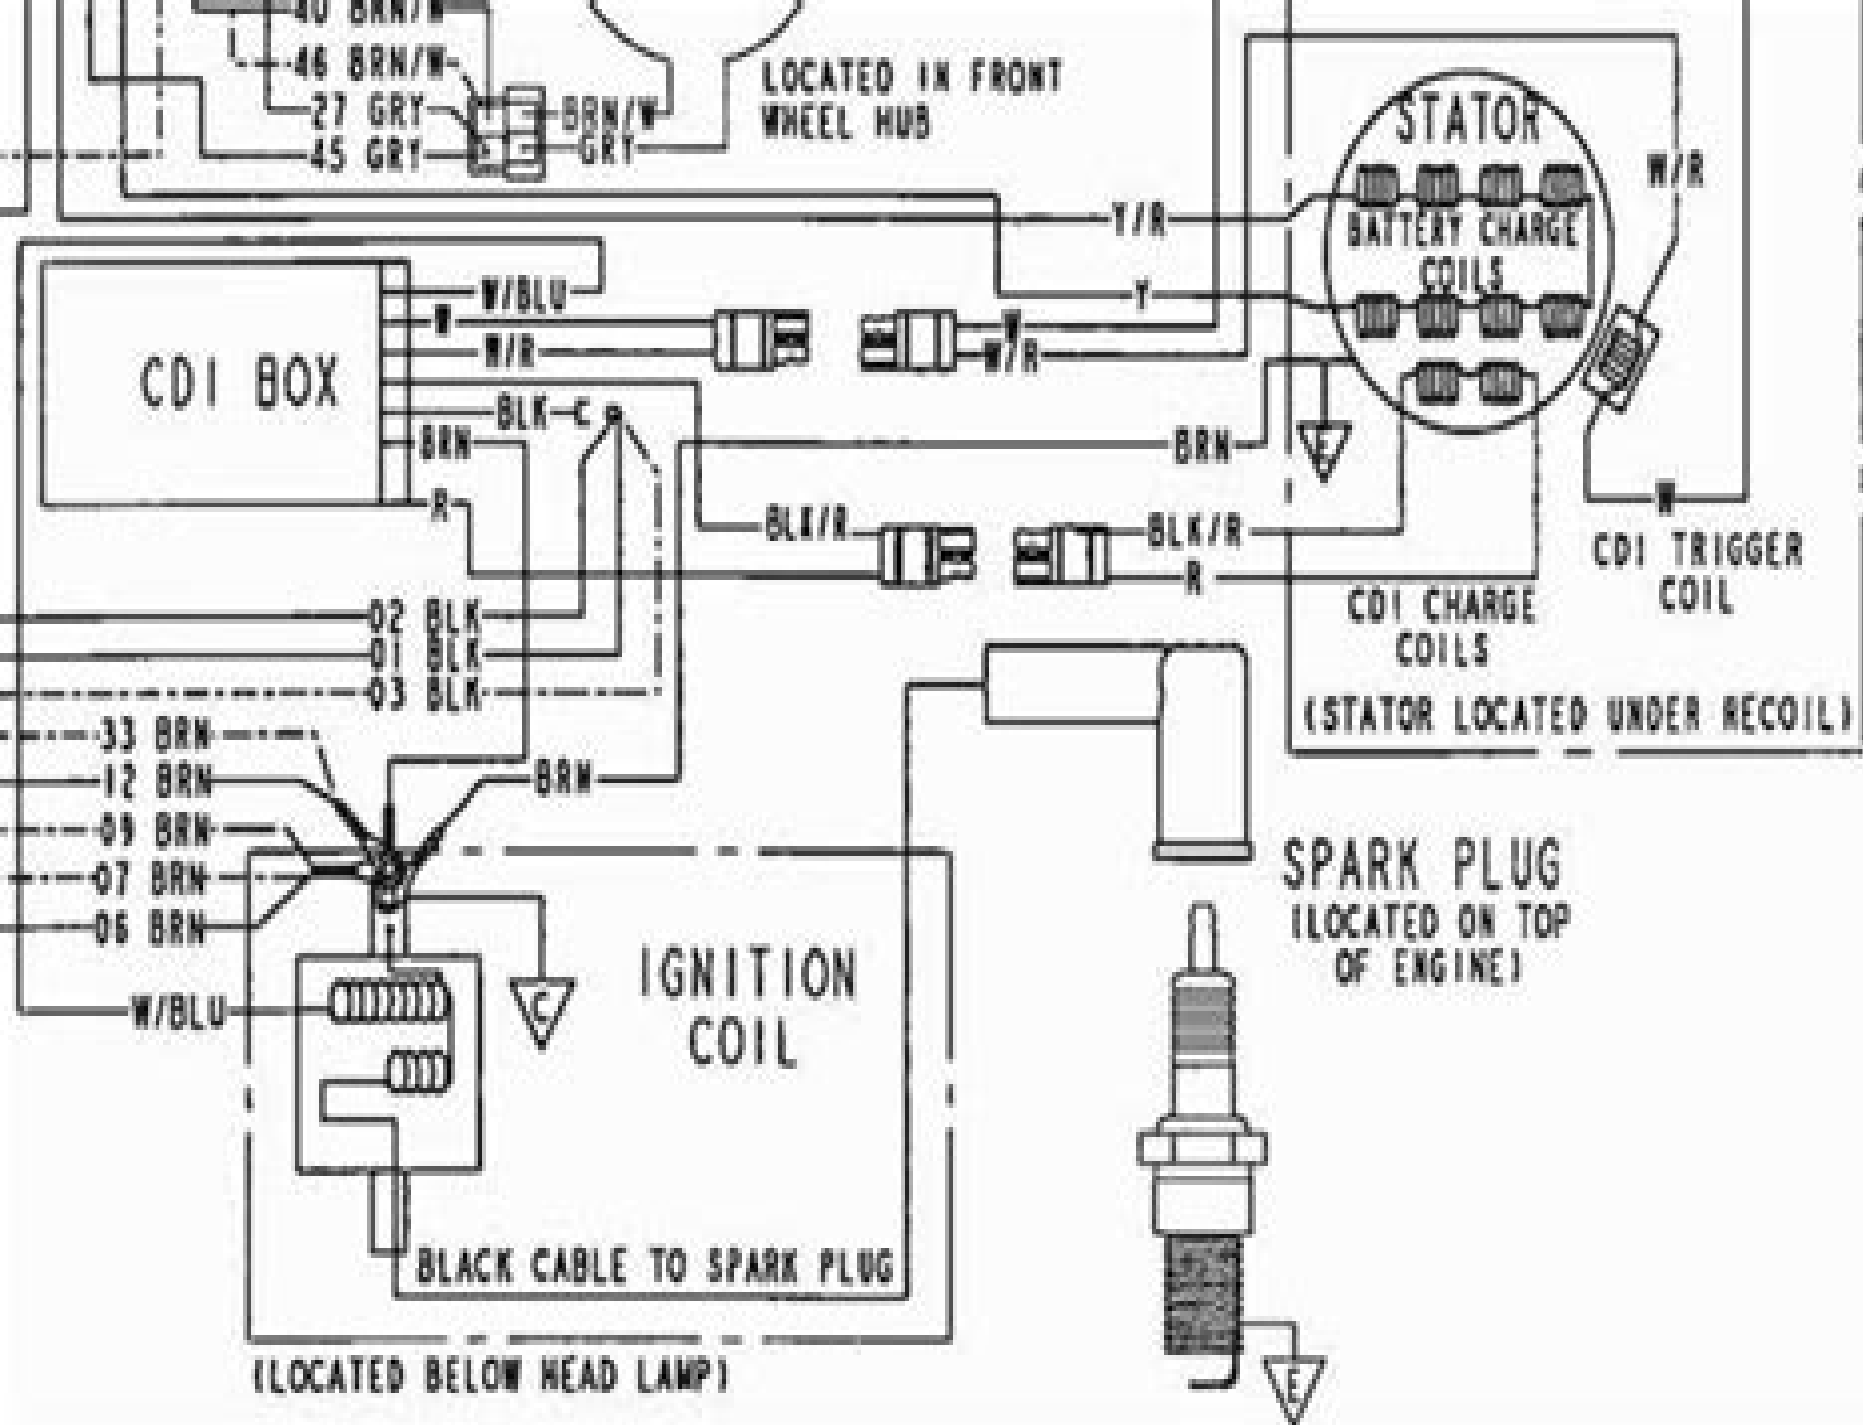 40 BRN/W
46 BRN/W
27 GRY
45 GRY
BRN/W
GRY
LOCATED IN FRONT
WHEEL HUB
STATOR
W/R
Y/R
BATTERY CHARGE
COILS
Y
CDI BOX
W/BLU
W
W/R
W
W/R
BLK
C
BRN
R
BRN
E
BLK/R
BLK/R
R
W
CDI TRIGGER
COIL
CDI CHARGE
COILS
(STATOR LOCATED UNDER RECOIL)
02 BLK
01 BLK
03 BLK
33 BRN
12 BRN
09 BRN
07 BRN
06 BRN
BRN
SPARK PLUG
(LOCATED ON TOP
OF ENGINE)
IGNITION
COIL
C
W/BLU
BLACK CABLE TO SPARK PLUG
(LOCATED BELOW HEAD LAMP)
E